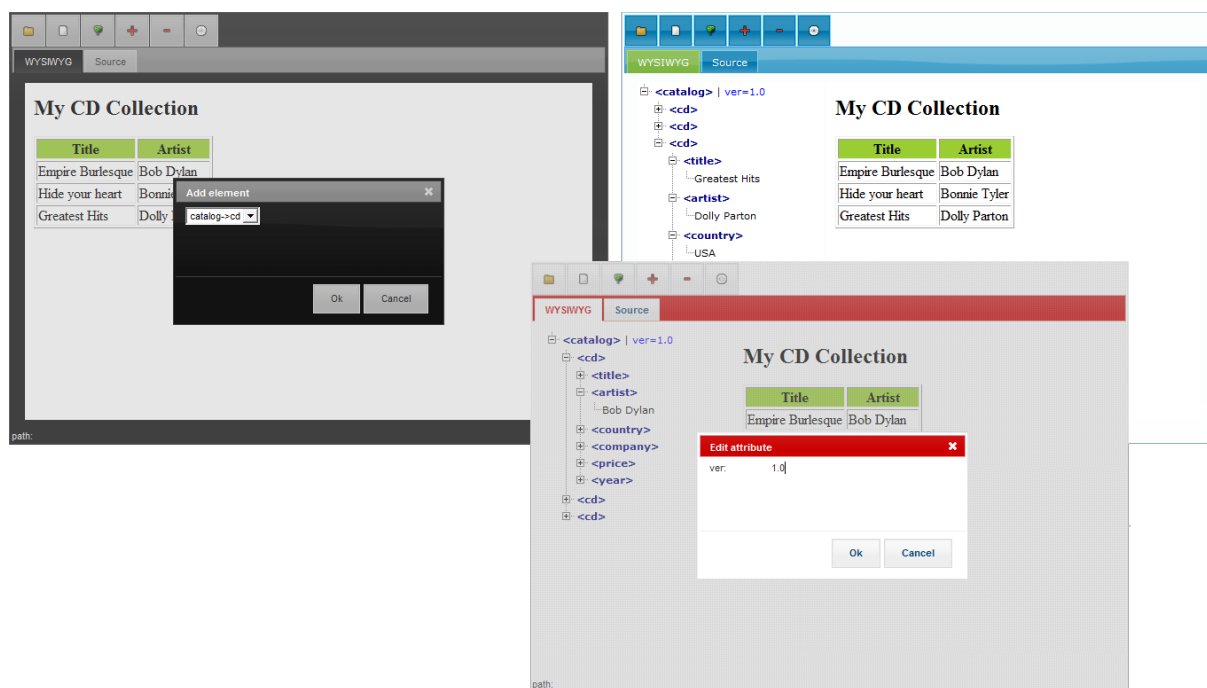 WYSIWYG Source
My CD Collection
Title Artist
Empire Burlesque Bob Dylan
Hide your heart Bonnie
Greatest Hits Dolly
Add element
catalog->cd
Ok Cancel
path:
WYSIWYG Source
<catalog> | ver=1.0
<cd>
<cd>
<cd>
<title>
Greatest Hits
<artist>
Dolly Parton
<country>
USA
My CD Collection
Title Artist
Empire Burlesque Bob Dylan
Hide your heart Bonnie Tyler
Greatest Hits Dolly Parton
WYSIWYG Source
<catalog> | ver=1.0
<cd>
<title>
<artist>
Bob Dylan
<country>
<company>
<price>
<year>
<cd>
<cd>
My CD Collection
Title Artist
Empire Burlesque Bob Dylan
Edit attribute
ver: 1.0
Ok Cancel
path: